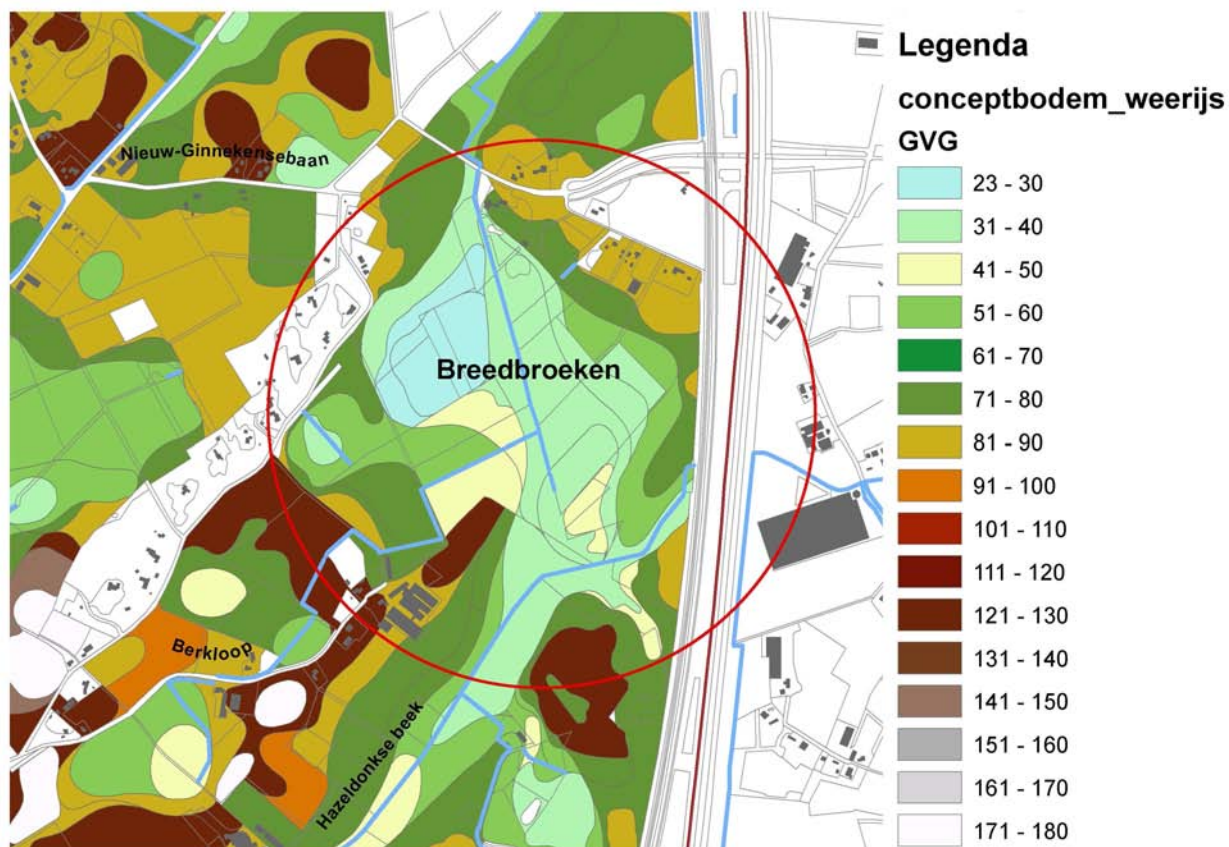 Legenda
conceptbodem_weerijs
GVG
23 - 30
31 - 40
41 - 50
51 - 60
61 - 70
71 - 80
81 - 90
91 - 100
101 - 110
111 - 120
121 - 130
131 - 140
141 - 150
151 - 160
161 - 170
171 - 180
Nieuw-Ginnekensebaan
Breedbroeken
Berkloop
Hazeldonkse beek